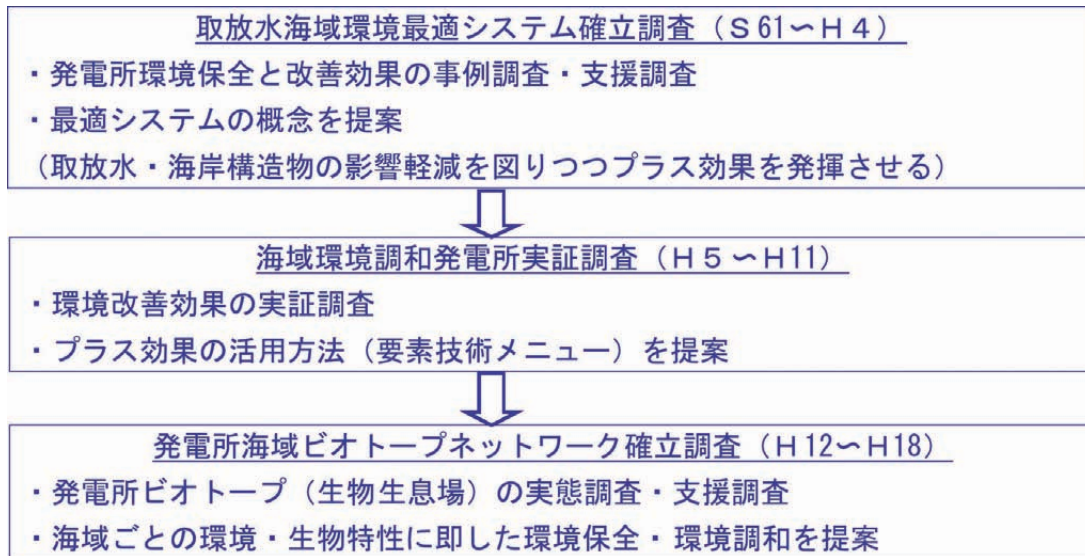 取放水海域環境最適システム確立調査（Ｓ61～Ｈ４）
・発電所環境保全と改善効果の事例調査・支援調査
・最適システムの概念を提案
（取放水・海岸構造物の影響軽減を図りつつプラス効果を発揮させる）
海域環境調和発電所実証調査（Ｈ５～Ｈ11）
・環境改善効果の実証調査
・プラス効果の活用方法（要素技術メニュー）を提案
発電所海域ビオトープネットワーク確立調査（Ｈ12～Ｈ18）
・発電所ビオトープ（生物生息場）の実態調査・支援調査
・海域ごとの環境・生物特性に即した環境保全・環境調和を提案